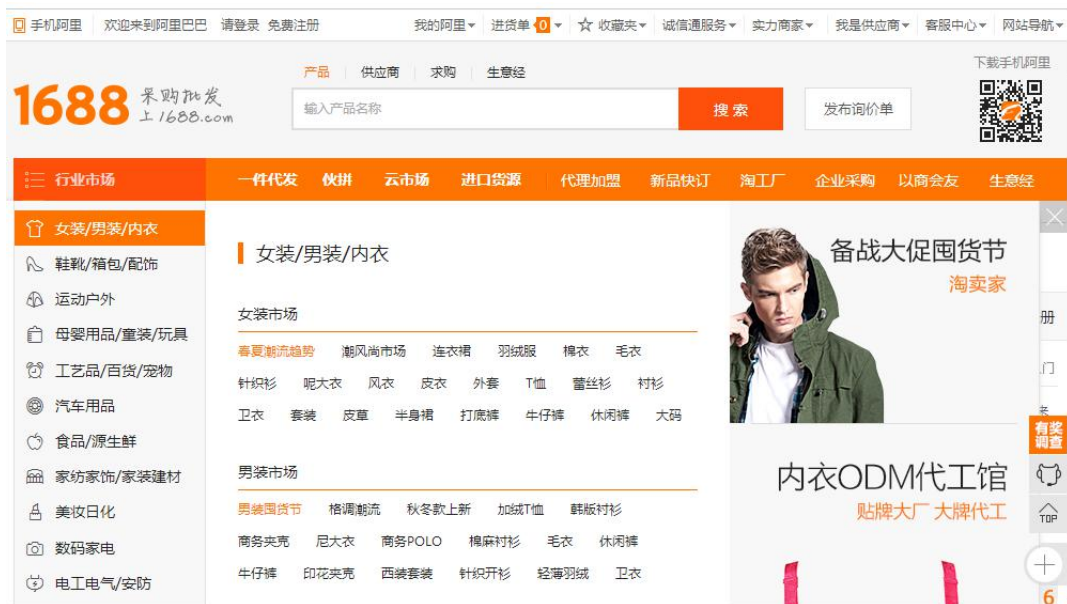 手机阿里 欢迎来到阿里巴巴 请登录 免费注册 我的阿里 进货单 0 收藏夹 诚信通服务 实力商家 我是供应商 客服中心 网站导航
下载手机阿里
产品 供应商 求购 生意经
1688 采购批发
上1688.com
输入产品名称 搜索 发布询价单
行业市场 一件代发 伙拼 云市场 进口货源 代理加盟 新品快订 淘工厂 企业采购 以商会友 生意经
女装/男装/内衣
鞋靴/箱包/配饰
运动户外
母婴用品/童装/玩具
工艺品/百货/宠物
汽车用品
食品/源生鲜
家纺家饰/家装建材
美妆日化
数码家电
电工电气/安防
女装/男装/内衣
女装市场
春夏潮流趋势 潮风尚市场 连衣裙 羽绒服 棉衣 毛衣
针织衫 呢大衣 风衣 皮衣 外套 T恤 蕾丝衫 衬衫
卫衣 套装 皮草 半身裙 打底裤 牛仔裤 休闲裤 大码
男装市场
男装囤货节 格调潮流 秋冬款上新 加绒T恤 韩版衬衫
商务夹克 尼大衣 商务POLO 棉麻衬衫 毛衣 休闲裤
牛仔裤 印花夹克 西装套装 针织开衫 轻薄羽绒 卫衣
备战大促囤货节
淘卖家
内衣ODM代工馆
贴牌大厂 大牌代工
册
有奖
调查
TOP
6